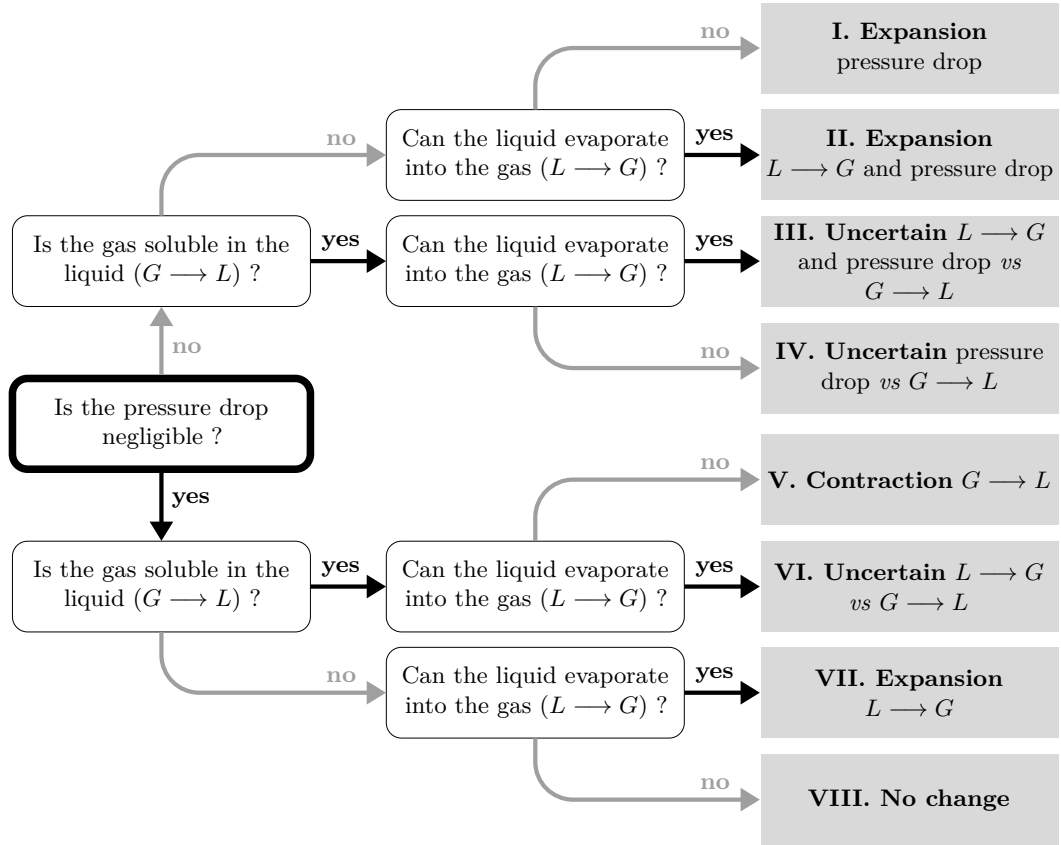 no
I. Expansion
pressure drop
no
Can the liquid evaporate
into the gas (L ⟶ G) ?
yes
II. Expansion
L ⟶ G and pressure drop
Is the gas soluble in the
liquid (G ⟶ L) ?
yes
Can the liquid evaporate
into the gas (L ⟶ G) ?
yes
III. Uncertain L ⟶ G
and pressure drop vs
G ⟶ L
no
no
IV. Uncertain pressure
drop vs G ⟶ L
Is the pressure drop
negligible ?
yes
no
V. Contraction G ⟶ L
Is the gas soluble in the
liquid (G ⟶ L) ?
yes
Can the liquid evaporate
into the gas (L ⟶ G) ?
yes
VI. Uncertain L ⟶ G
vs G ⟶ L
no
Can the liquid evaporate
into the gas (L ⟶ G) ?
yes
VII. Expansion
L ⟶ G
no
VIII. No change